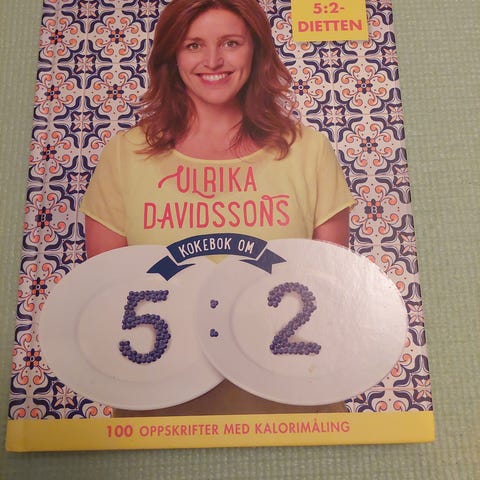 5:2-
DIETTEN
ULRIKA
DAVIDSSONS
KOKEBOK OM
5:2
100 OPPSKRIFTER MED KALORIMÅLING